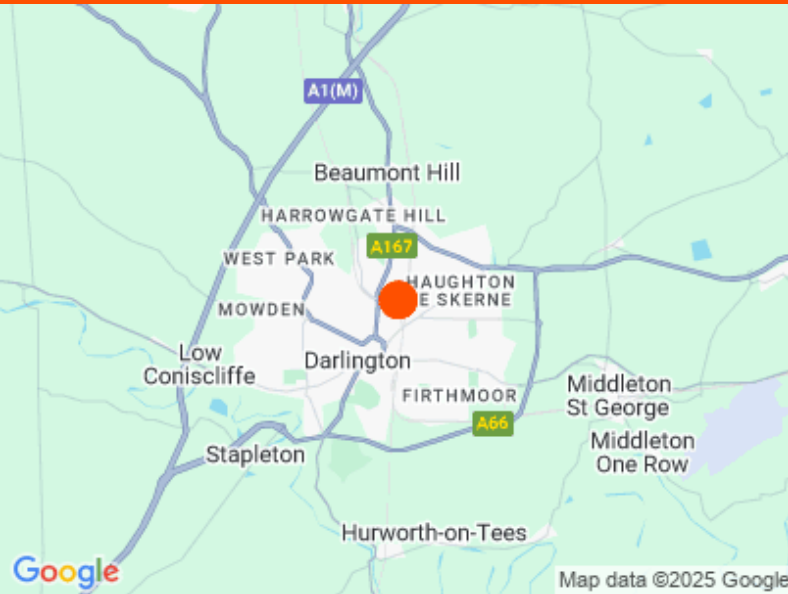 A1(M)
Beaumont Hill
HARROWGATE HILL
A167
WEST PARK
HAUGHTON
E SKERNE
MOWDEN
Low
Coniscliffe
Darlington
FIRTHMOOR
Middleton
St George
A66
Stapleton
Middleton
One Row
Hurworth-on-Tees
Google
Map data ©2025 Google